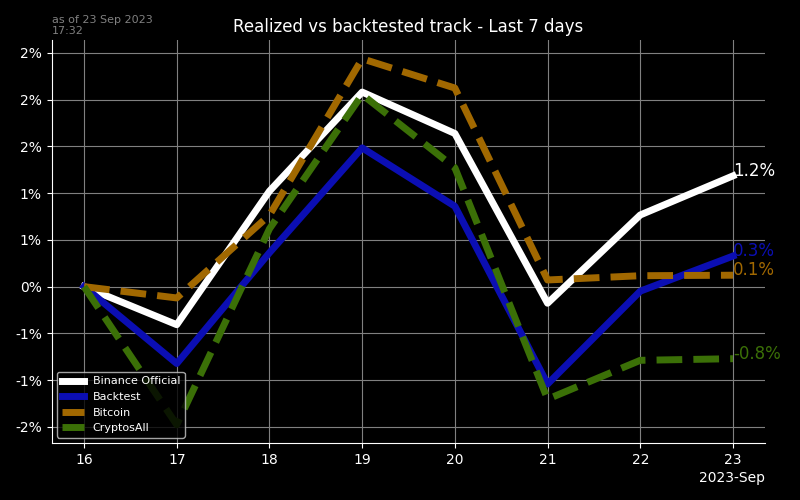 as of 23 Sep 2023
17:32
Realized vs backtested track - Last 7 days
2%
2%
2%
1%
1%
0%
-1%
-1%
-2%
1.2%
0.3%
0.1%
-0.8%
Binance Official
Backtest
Bitcoin
CryptosAll
16 17 18 19 20 21 22 23
2023-Sep